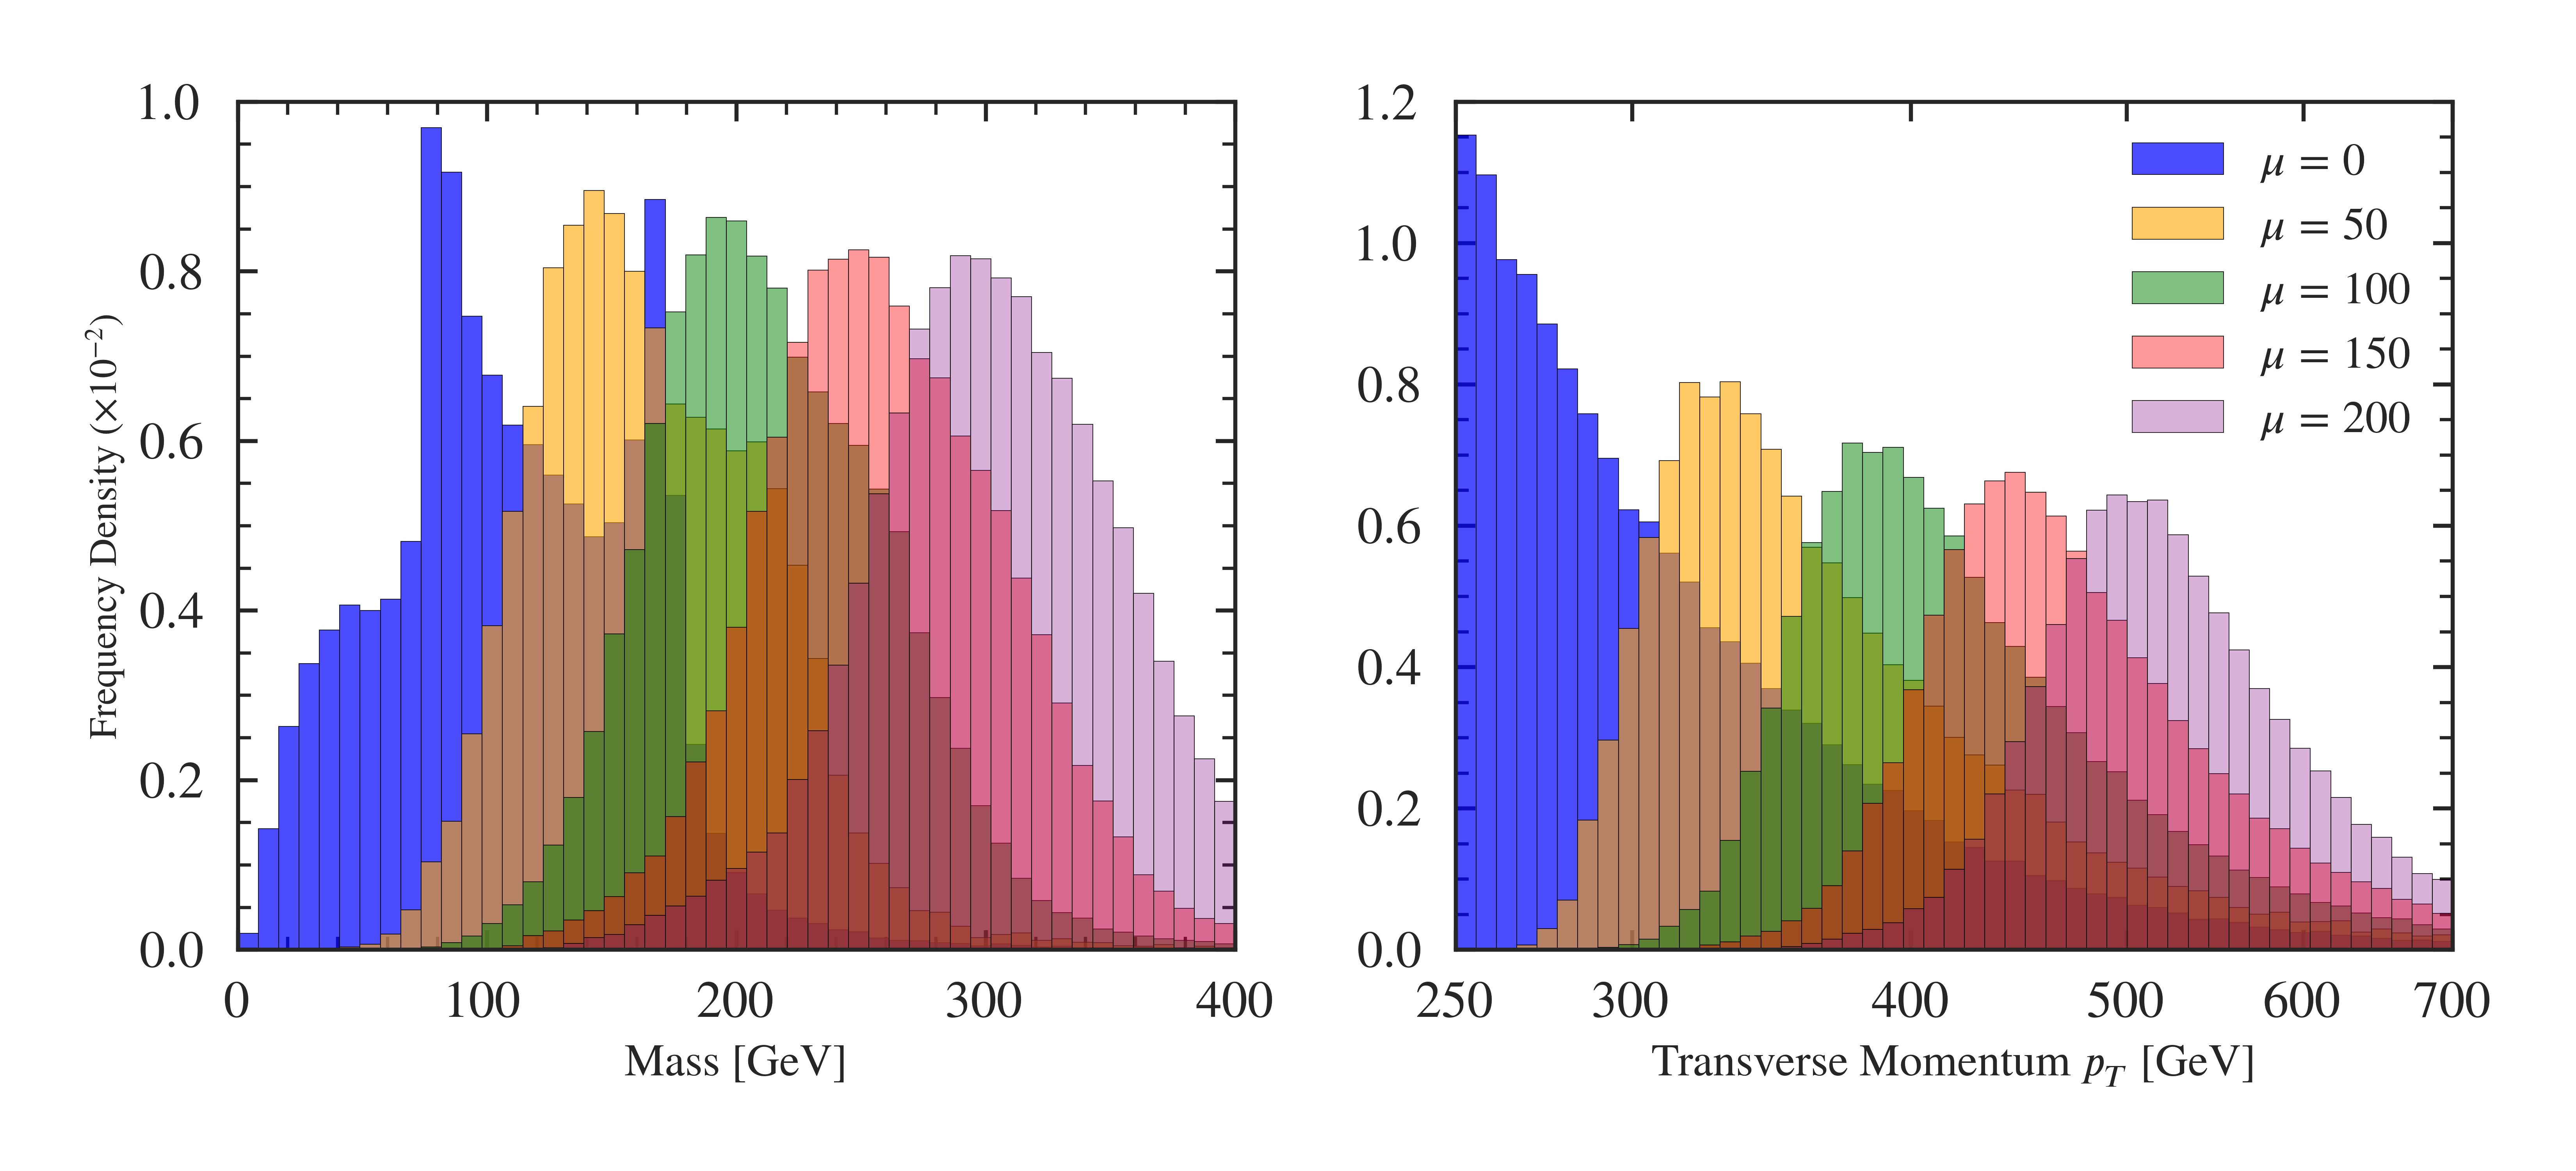 Frequency Density (×10⁻²)
1.0
0.8
0.6
0.4
0.2
0.0
0 100 200 300 400
Mass [GeV]
1.2
1.0
0.8
0.6
0.4
0.2
0.0
250 300 400 500 600 700
Transverse Momentum p_T [GeV]
μ = 0
μ = 50
μ = 100
μ = 150
μ = 200